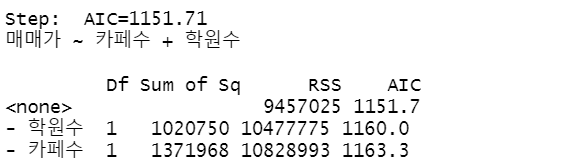 Step:  AIC=1151.71
매매가 ~ 카페수 + 학원수
Df Sum of Sq      RSS    AIC
<none>                9457025 1151.7
- 학원수  1   1020750 10477775 1160.0
- 카페수  1   1371968 10828993 1163.3